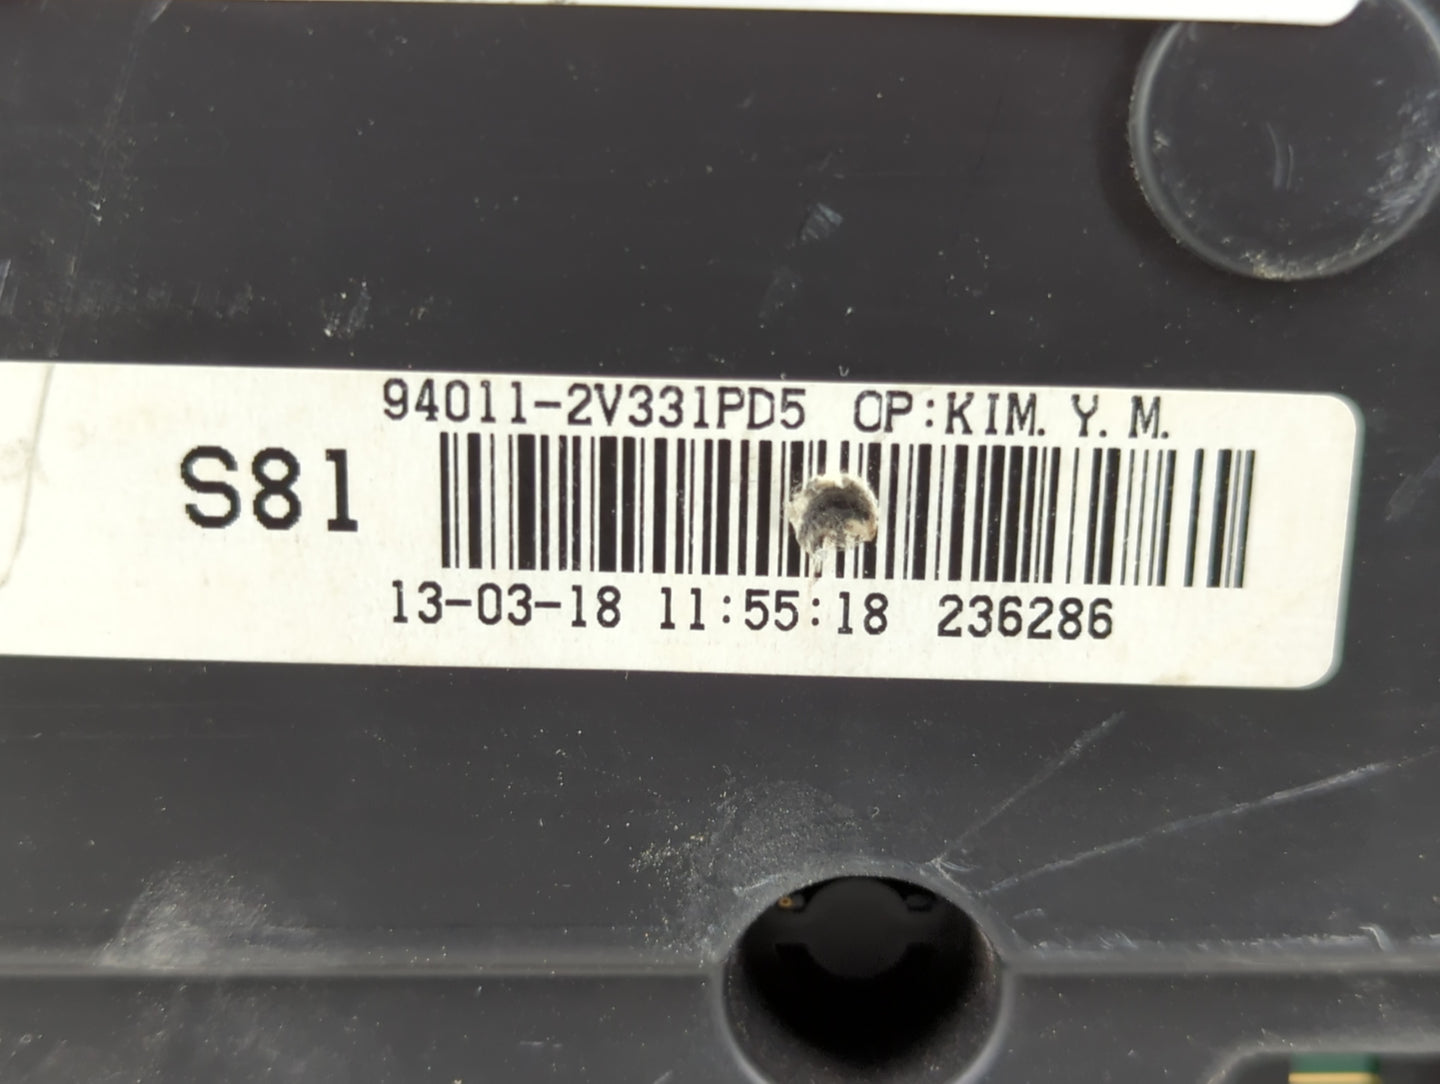 94011-2V331PD5 OP:KIM. Y. M.
S81
13-03-18 11:55:18 236286